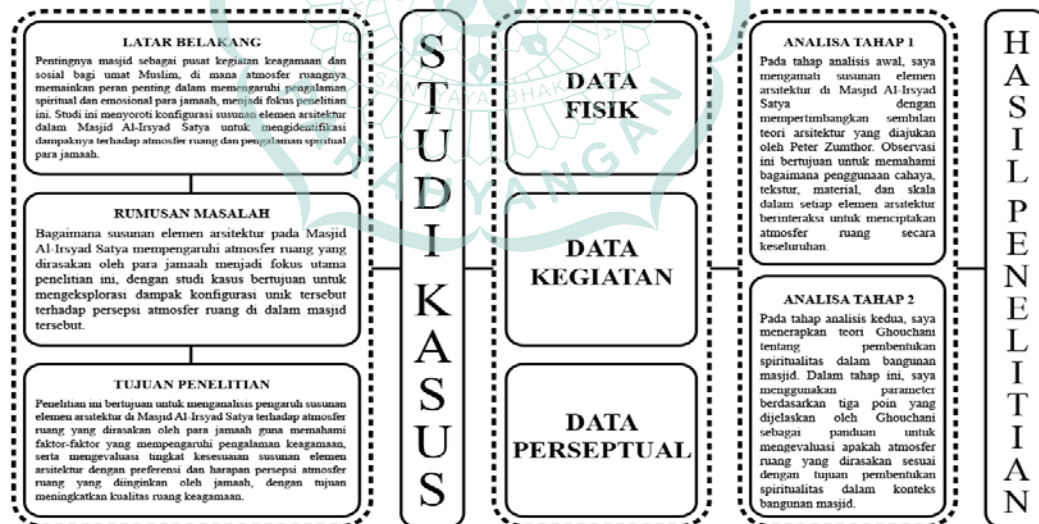 LATAR BELAKANG
Pentingnya masjid sebagai pusat kegiatan keagamaan dan
sosial bagi umat Muslim, di mana atmosfer ruangnya
memainkan peran penting dalam memengaruhi pengalaman
spiritual dan emosional para jamaah, menjadi fokus penelitian
ini. Studi ini menyoroti konfigurasi susunan elemen arsitektur
dalam Masjid Al-Irsyad Satya untuk mengidentifikasi
dampaknya terhadap atmosfer ruang dan pengalaman spiritual
para jamaah.
RUMUSAN MASALAH
Bagaimana susunan elemen arsitektur pada Masjid
Al-Irsyad Satya mempengaruhi atmosfer ruang yang
dirasakan oleh para jamaah menjadi fokus utama
penelitian ini, dengan studi kasus bertujuan untuk
mengeksplorasi dampak konfigurasi unik tersebut
terhadap persepsi atmosfer ruang di dalam masjid
tersebut.
TUJUAN PENELITIAN
Penelitian ini bertujuan untuk menganalisis pengaruh susunan
elemen arsitektur di Masjid Al-Irsyad Satya terhadap atmosfer
ruang yang dirasakan oleh para jamaah guna memahami
faktor-faktor yang mempengaruhi pengalaman keagamaan,
serta mengevaluasi tingkat kesesuaian susunan elemen
arsitektur dengan preferensi dan harapan persepsi atmosfer
ruang yang diinginkan oleh jamaah, dengan tujuan
meningkatkan kualitas ruang keagamaan.
STUDI KASUS
DATA
FISIK
DATA
KEGIATAN
DATA
PERSEPTUAL
ANALISA TAHAP 1
Pada tahap analisis awal, saya
mengamati susunan elemen
arsitektur di Masjid Al-Irsyad
Satya dengan
mempertimbangkan sembilan
teori arsitektur yang diajukan
oleh Peter Zumthor. Observasi
ini bertujuan untuk memahami
bagaimana penggunaan cahaya,
tekstur, material, dan skala
dalam setiap elemen arsitektur
berinteraksi untuk menciptakan
atmosfer ruang secara
keseluruhan.
ANALISA TAHAP 2
Pada tahap analisis kedua, saya
menerapkan teori Ghouchani
tentang pembentukan
spiritualitas dalam bangunan
masjid. Dalam tahap ini, saya
menggunakan parameter
berdasarkan tiga poin yang
dijelaskan oleh Ghouchani
sebagai panduan untuk
mengevaluasi apakah atmosfer
ruang yang dirasakan sesuai
dengan tujuan pembentukan
spiritualitas dalam konteks
bangunan masjid.
HASIL PENELITIAN
BHAK
RAHYANGAN